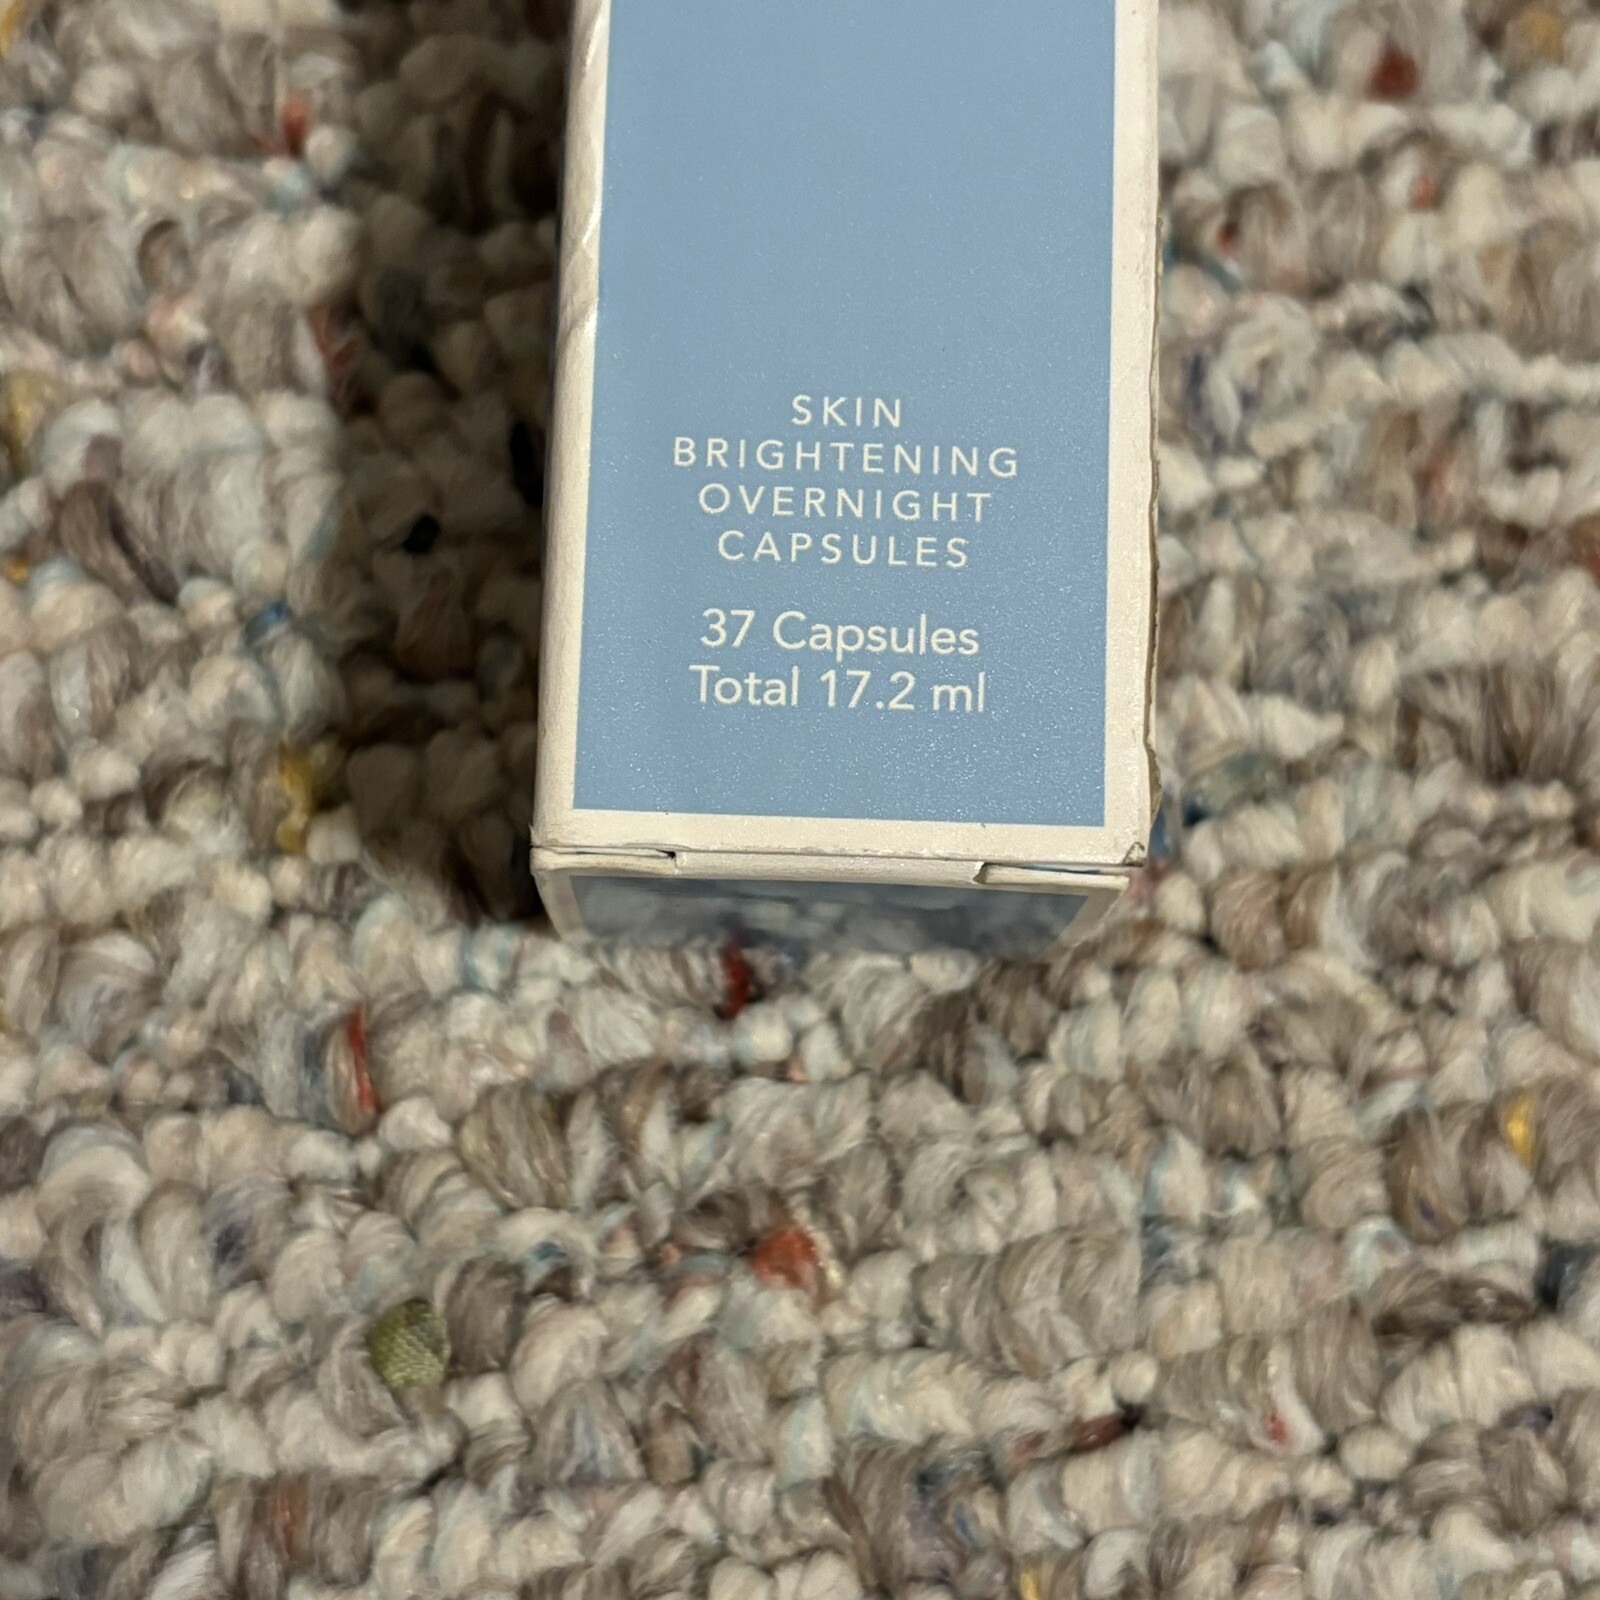 SKIN
BRIGHTENING
OVERNIGHT
CAPSULES
37 Capsules
Total 17.2 ml